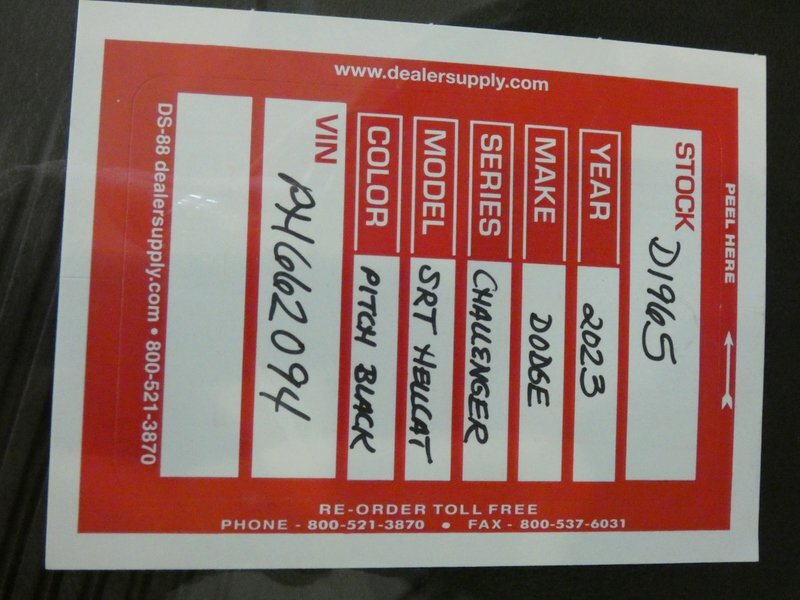 www.dealersupply.com
PEEL HERE
STOCK D1965
YEAR 2023
MAKE DODGE
SERIES CHALLENGER
MODEL SRT HELLCAT
COLOR PITCH BLACK
VIN PH662094
DS-88 dealersupply.com • 800-521-3870
RE-ORDER TOLL FREE
PHONE - 800-521-3870 • FAX - 800-537-6031